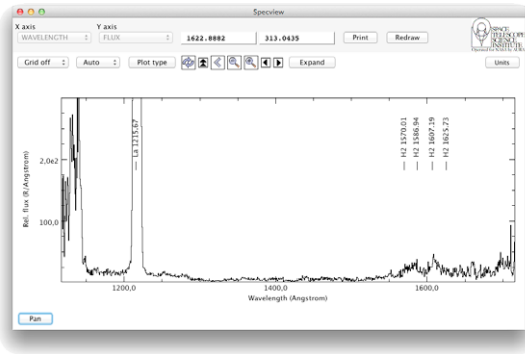 Specview
X axis
Y axis
WAVELENGTH
FLUX
1622.8882
313.0435
Print
Redraw
SPACE
TELESCOPE
SCIENCE
INSTITUTE
Grid off
Auto
Plot type
Expand
Units
Rel. flux (R/Angstrom)
2,0e2
100,0
La 1215.67
H2 1570.01
H2 1586.94
H2 1607.19
H2 1625.73
1200,0
1400,0
1600,0
Wavelength (Angstrom)
Pan